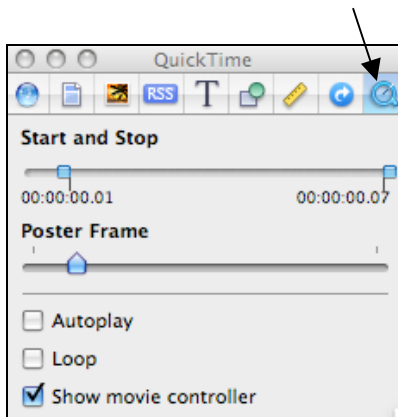 QuickTime
RSS T
Start and Stop
00:00:00.01 00:00:00.07
Poster Frame
Autoplay
Loop
Show movie controller